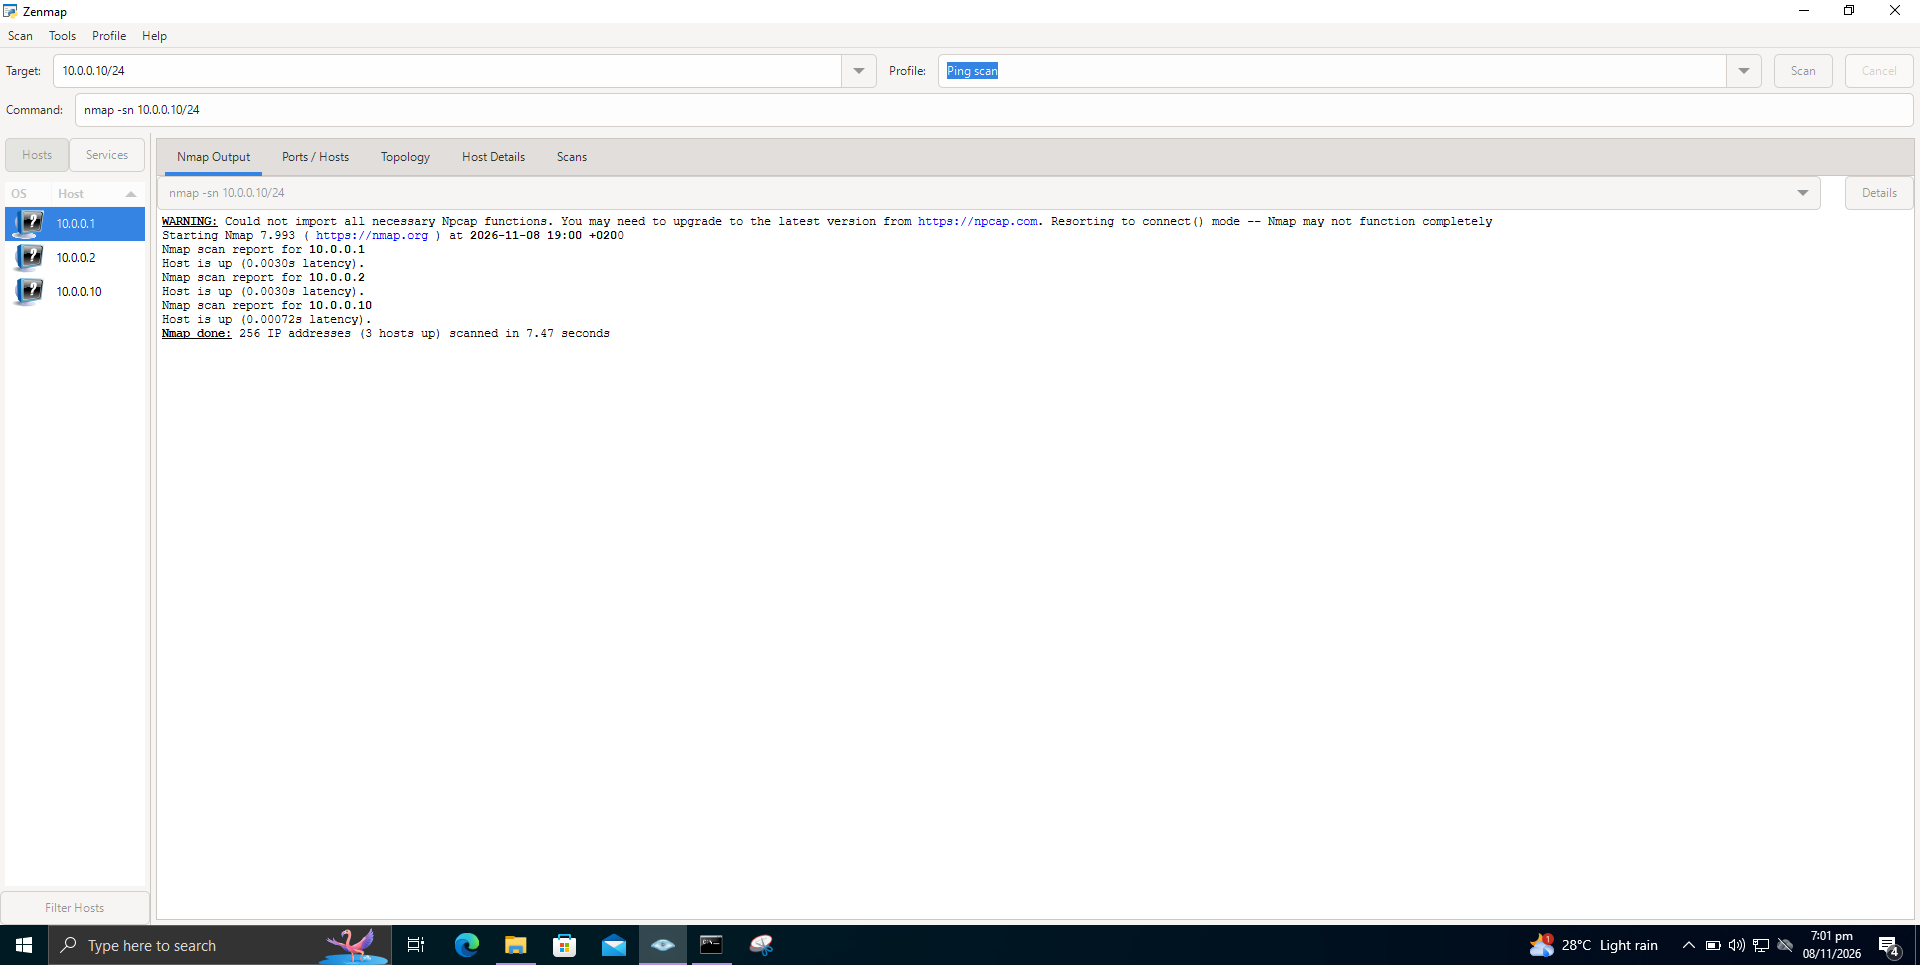 Zenmap
Scan Tools Profile Help
Target: 10.0.0.10/24 Profile: Ping scan Scan Cancel
Command: nmap -sn 10.0.0.10/24
Hosts Services
Nmap Output Ports / Hosts Topology Host Details Scans
OS Host
nmap -sn 10.0.0.10/24 Details
10.0.0.1
10.0.0.2
10.0.0.10
WARNING: Could not import all necessary Npcap functions. You may need to upgrade to the latest version from https://npcap.com. Resorting to connect() mode -- Nmap may not function completely
Starting Nmap 7.993 ( https://nmap.org ) at 2026-11-08 19:00 +0200
Nmap scan report for 10.0.0.1
Host is up (0.0030s latency).
Nmap scan report for 10.0.0.2
Host is up (0.0030s latency).
Nmap scan report for 10.0.0.10
Host is up (0.00072s latency).
Nmap done: 256 IP addresses (3 hosts up) scanned in 7.47 seconds
Filter Hosts
Type here to search
1
28°C Light rain
7:01 pm
08/11/2026
4